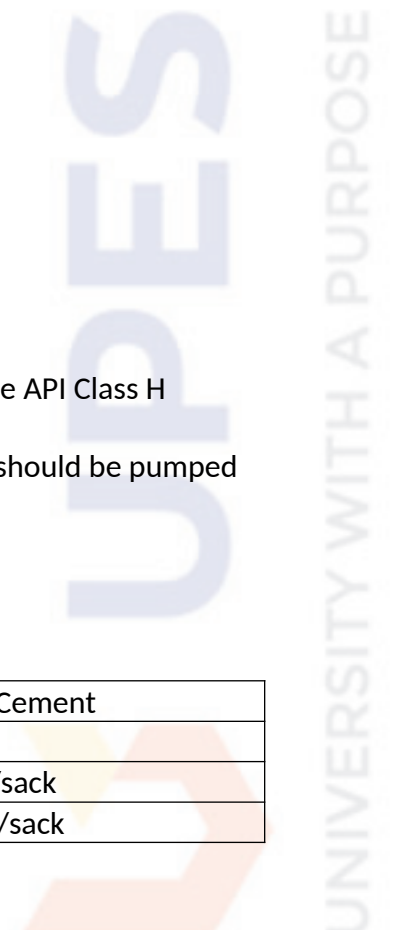 e API Class H
should be pumped
Cement
/sack
/sack
UPES
UNIVERSITY WITH A PURPOSE